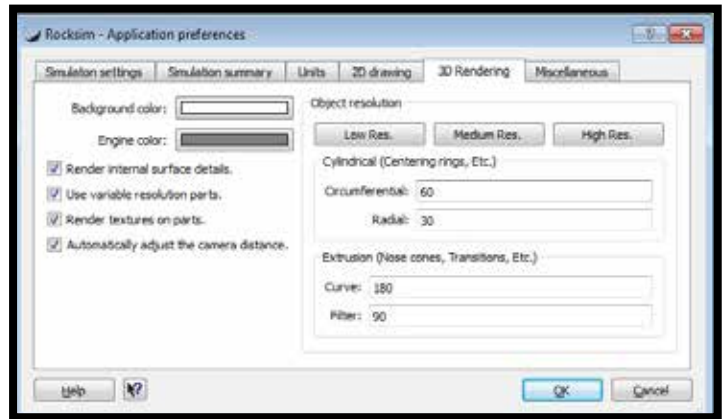 Rocksim - Application preferences
Simulation settings Simulation summary Units 2D drawing 3D Rendering Miscellaneous
Background color:
Engine color:
Render internal surface details.
Use variable resolution parts.
Render textures on parts.
Automatically adjust the camera distance.
Object resolution
Low Res. Medium Res. High Res.
Cylindrical (Centering rings, Etc.)
Circumferential: 60
Radial: 30
Extrusion (Nose cones, Transitions, Etc.)
Curve: 180
Filter: 90
Help ? OK Cancel